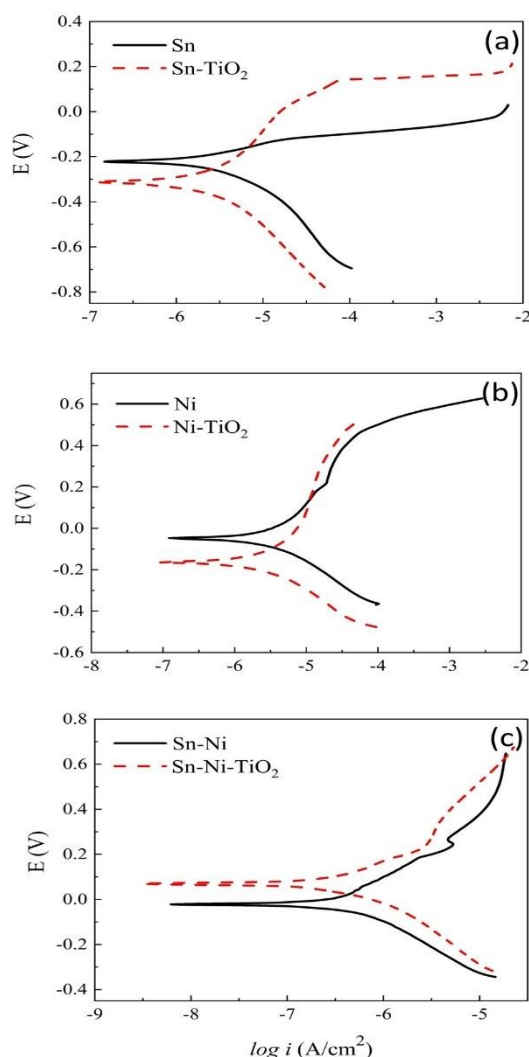 (a)
Sn
Sn-TiO₂
E (V)
0.4
0.2
0.0
-0.2
-0.4
-0.6
-0.8
-7 -6 -5 -4 -3 -2
(b)
Ni
Ni-TiO₂
E (V)
0.6
0.4
0.2
0.0
-0.2
-0.4
-0.6
-8 -7 -6 -5 -4 -3 -2
(c)
Sn-Ni
Sn-Ni-TiO₂
E (V)
0.8
0.6
0.4
0.2
0.0
-0.2
-0.4
-9 -8 -7 -6 -5
log i (A/cm²)